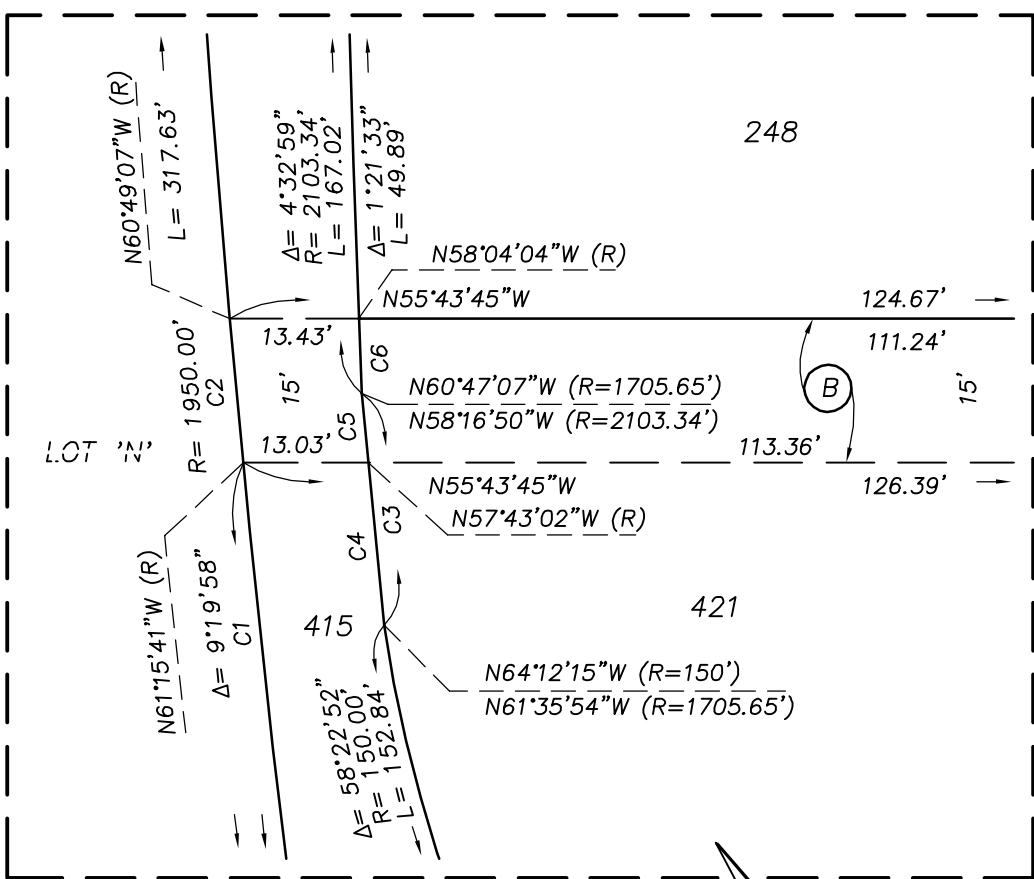 N60°49'07"W (R)
L= 317.63'
Δ= 4°32'59"
R= 2103.34'
L= 167.02'
Δ= 1°21'33"
L= 49.89'
248
N58°04'04"W (R)
N55°43'45"W
124.67'
13.43'
111.24'
C6
C2
15'
R= 1950.00'
N60°47'07"W (R=1705.65')
N58°16'50"W (R=2103.34')
B
15'
C5
LOT 'N'
13.03'
113.36'
N55°43'45"W
126.39'
N57°43'02"W (R)
C3
C4
N61°15'41"W (R)
Δ= 9°19'58"
C1
415
421
N64°12'15"W (R=150')
N61°35'54"W (R=1705.65')
Δ= 58°22'52"
R= 150.00'
L= 152.84'